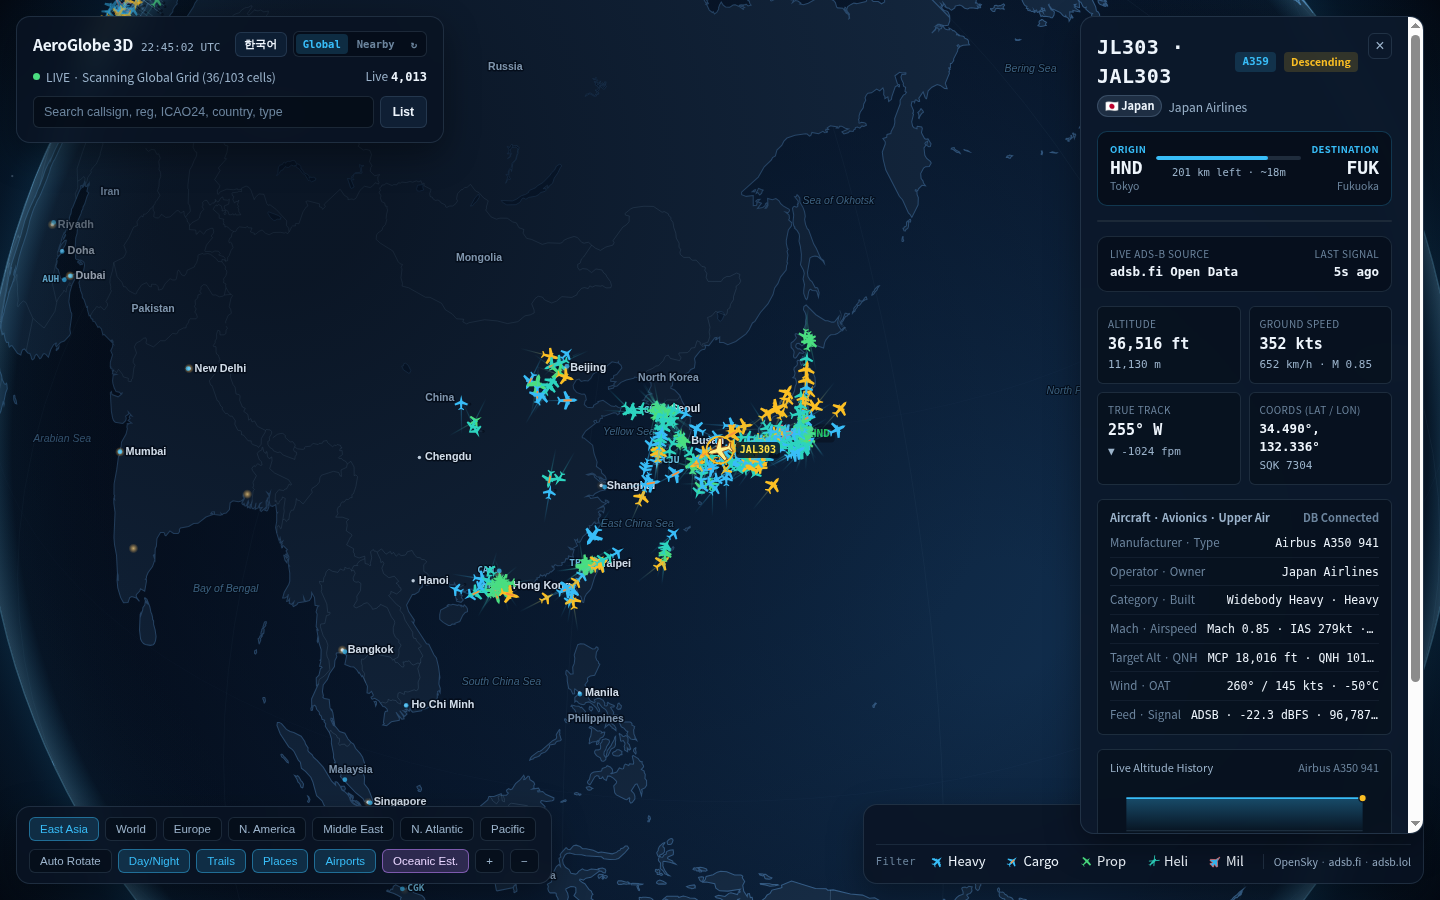 AeroGlobe 3D 22:45:02 UTC 한국어 Global Nearby ↻
LIVE · Scanning Global Grid (36/103 cells) Live 4,013
Search callsign, reg, ICAO24, country, type List
Russia
Bering Sea
Iran
Sea of Okhotsk
Riyadh
Doha
Mongolia
AUH
Dubai
Pakistan
New Delhi
Beijing
North Korea
China
Arabian Sea
Yellow Sea
HND
Mumbai
JAL303
Chengdu
CJU
East China Sea
Hanoi
Bay of Bengal
Bangkok
South China Sea
Manila
Ho Chi Minh
Philippines
Malaysia
Singapore
CGK
JL303 · JAL303 A359 Descending ×
🇯🇵 Japan Japan Airlines
ORIGIN DESTINATION
HND FUK
201 km left · ~18m
Tokyo Fukuoka
LIVE ADS-B SOURCE LAST SIGNAL
adsb.fi Open Data 5s ago
ALTITUDE GROUND SPEED
36,516 ft 352 kts
11,130 m 652 km/h · M 0.85
TRUE TRACK COORDS (LAT / LON)
255° W 34.490°, 132.336°
▼ -1024 fpm SQK 7304
Aircraft · Avionics · Upper Air DB Connected
Manufacturer · Type Airbus A350 941
Operator · Owner Japan Airlines
Category · Built Widebody Heavy · Heavy
Mach · Airspeed Mach 0.85 · IAS 279kt ·…
Target Alt · QNH MCP 18,016 ft · QNH 101…
Wind · OAT 260° / 145 kts · -50°C
Feed · Signal ADSB · -22.3 dBFS · 96,787…
Live Altitude History Airbus A350 941
East Asia World Europe N. America Middle East N. Atlantic Pacific
Auto Rotate Day/Night Trails Places Airports Oceanic Est. + −
Filter Heavy Cargo Prop Heli Mil OpenSky · adsb.fi · adsb.lol